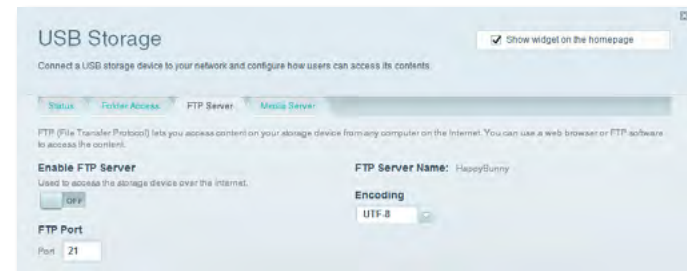 USB Storage
Show widget on the homepage
Connect a USB storage device to your network and configure how users can access its contents.
Status Folder Access FTP Server Media Server
FTP (File Transfer Protocol) lets you access content on your storage device from any computer on the Internet. You can use a web browser or FTP software
to access the content.
Enable FTP Server
Used to access the storage device over the internet.
OFF
FTP Port
Port 21
FTP Server Name: HappyBunny
Encoding
UTF-8